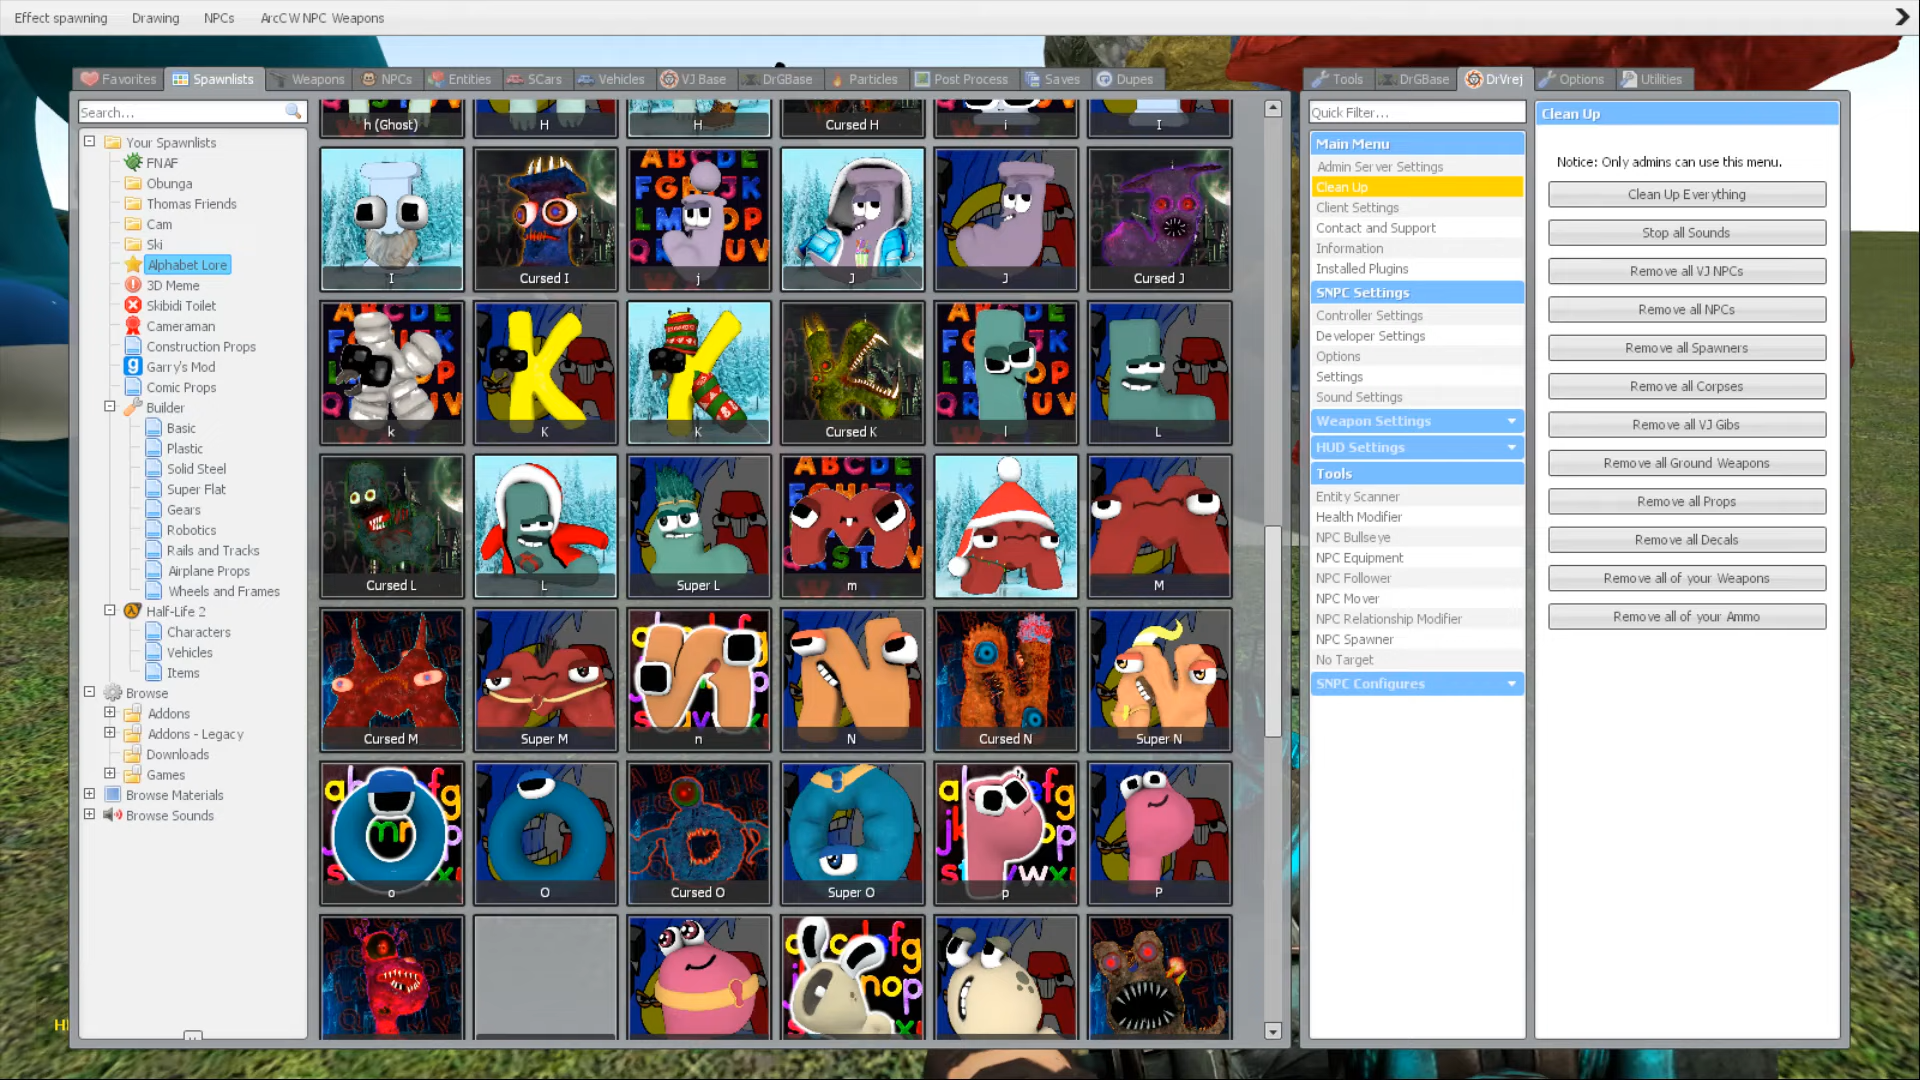 Effect spawning Drawing NPCs ArcCW NPC Weapons
Favorites Spawnlists Weapons NPCs Entities SCars Vehicles VJ Base DrGBase Particles Post Process Saves Dupes
Tools DrGBase DrVrej Options Utilities
Search...
Your Spawnlists
FNAF
Obunga
Thomas Friends
Cam
Ski
Alphabet Lore
3D Meme
Skibidi Toilet
Cameraman
Construction Props
Garry's Mod
Comic Props
Builder
Basic
Plastic
Solid Steel
Super Flat
Gears
Robotics
Rails and Tracks
Airplane Props
Wheels and Frames
Half-Life 2
Characters
Vehicles
Items
Browse
Addons
Addons - Legacy
Downloads
Games
Browse Materials
Browse Sounds
h (Ghost) H H Cursed H i I
I Cursed I j J J Cursed J
k K K Cursed K l L
Cursed L L Super L m M
Cursed M Super M n N Cursed N Super N
o O Cursed O Super O p P
Quick Filter...
Main Menu
Admin Server Settings
Clean Up
Client Settings
Contact and Support
Information
Installed Plugins
SNPC Settings
Controller Settings
Developer Settings
Options
Settings
Sound Settings
Weapon Settings
HUD Settings
Tools
Entity Scanner
Health Modifier
NPC Bullseye
NPC Equipment
NPC Follower
NPC Mover
NPC Relationship Modifier
NPC Spawner
No Target
SNPC Configures
Clean Up
Notice: Only admins can use this menu.
Clean Up Everything
Stop all Sounds
Remove all VJ NPCs
Remove all NPCs
Remove all Spawners
Remove all Corpses
Remove all VJ Gibs
Remove all Ground Weapons
Remove all Props
Remove all Decals
Remove all of your Weapons
Remove all of your Ammo